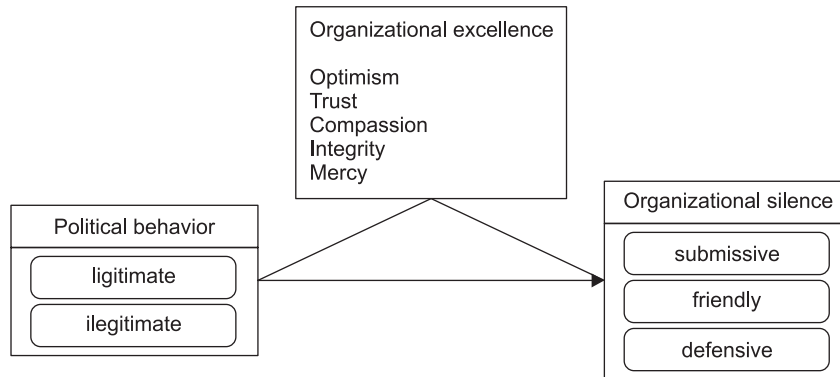 Organizational excellence
Optimism
Trust
Compassion
Integrity
Mercy
Political behavior
ligitimate
ilegitimate
Organizational silence
submissive
friendly
defensive